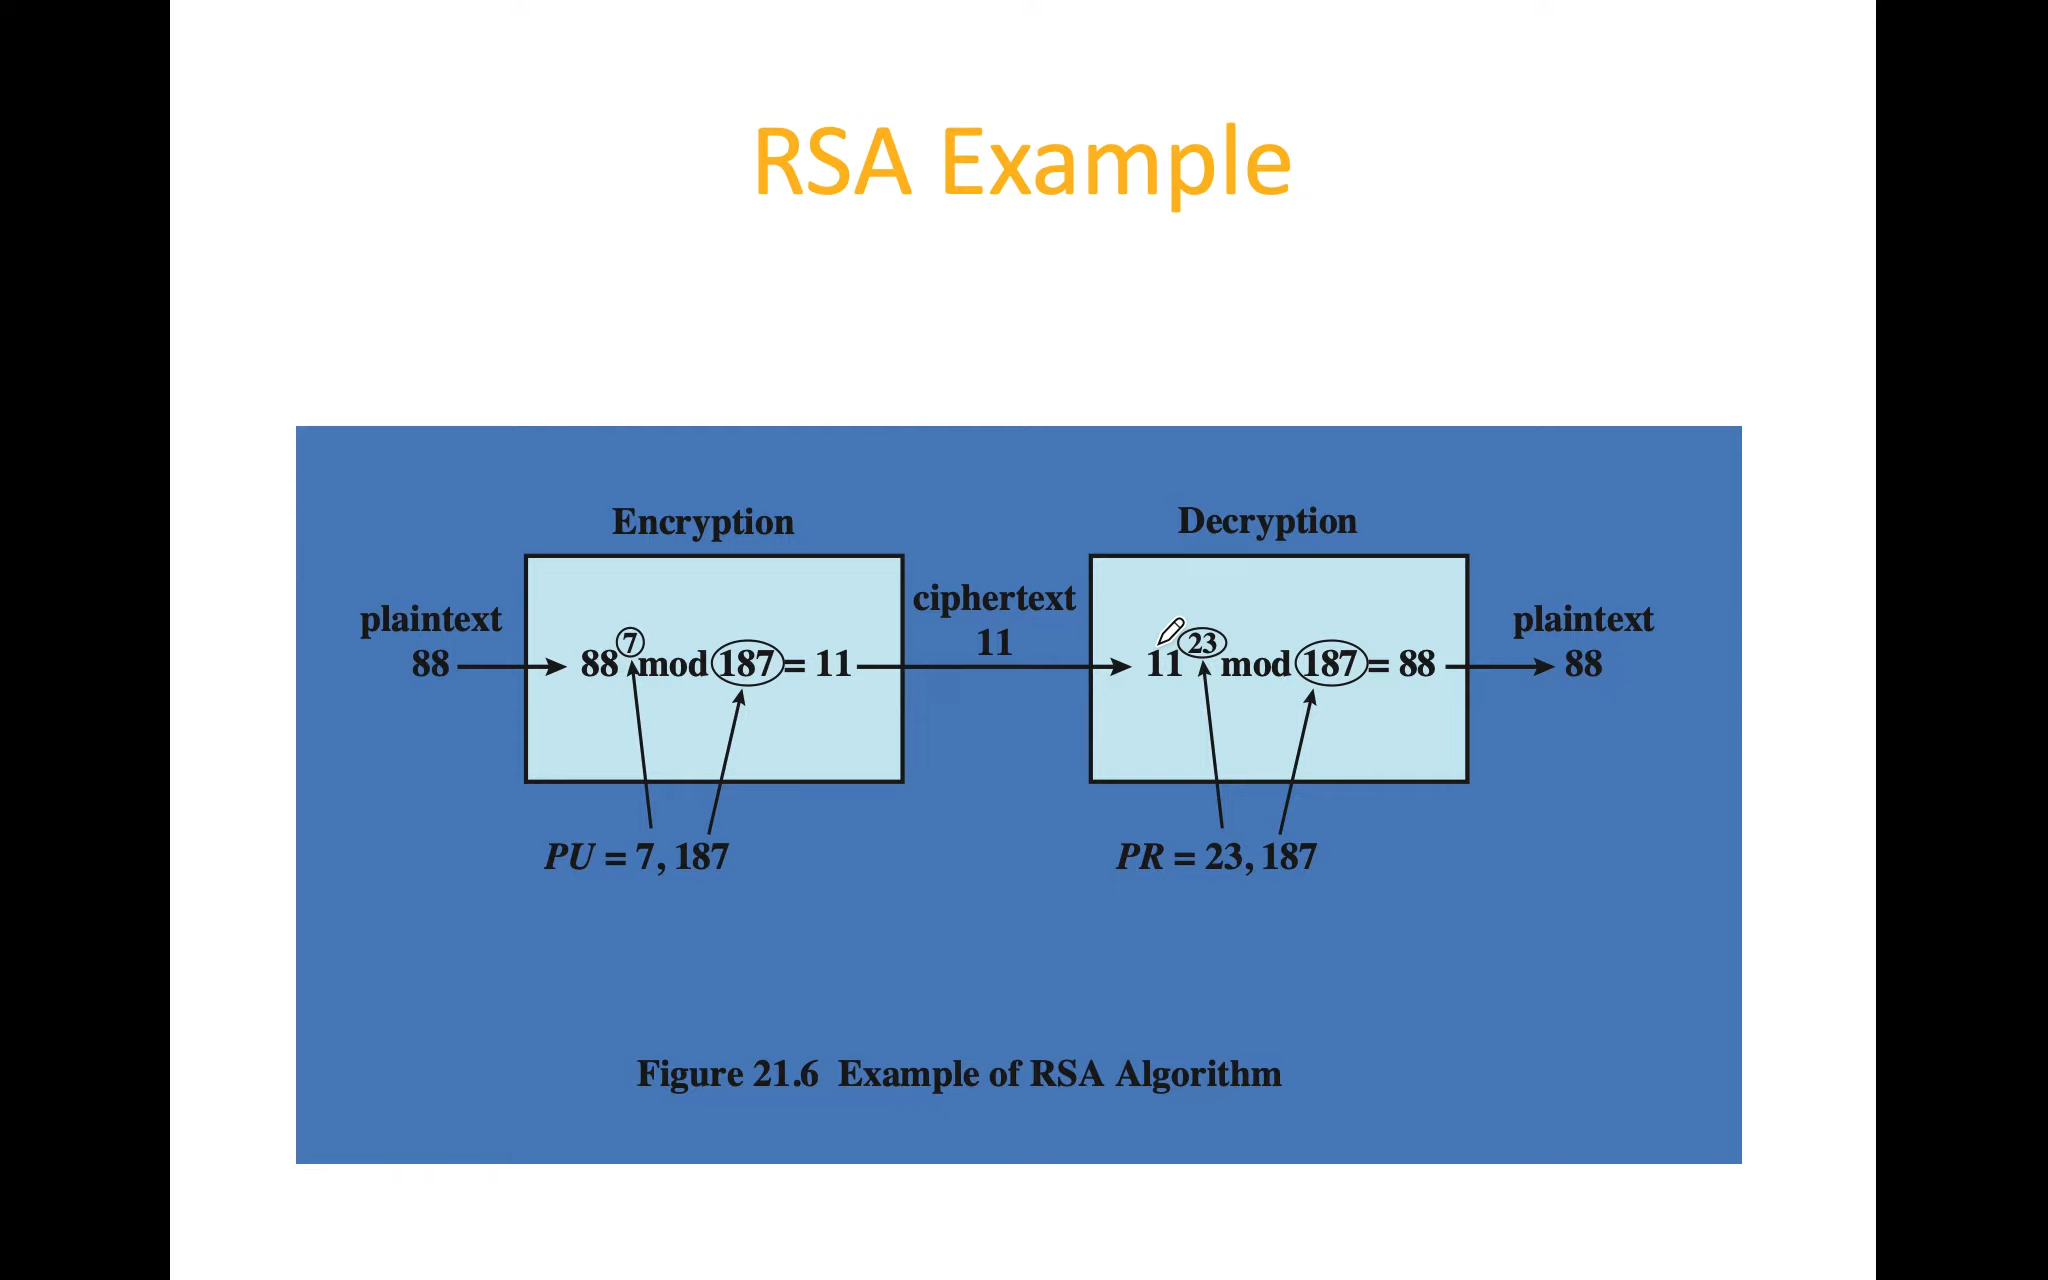 RSA Example
Encryption
Decryption
plaintext
88
88^7 mod 187 = 11
ciphertext
11
11^23 mod 187 = 88
plaintext
88
PU = 7, 187
PR = 23, 187
Figure 21.6 Example of RSA Algorithm